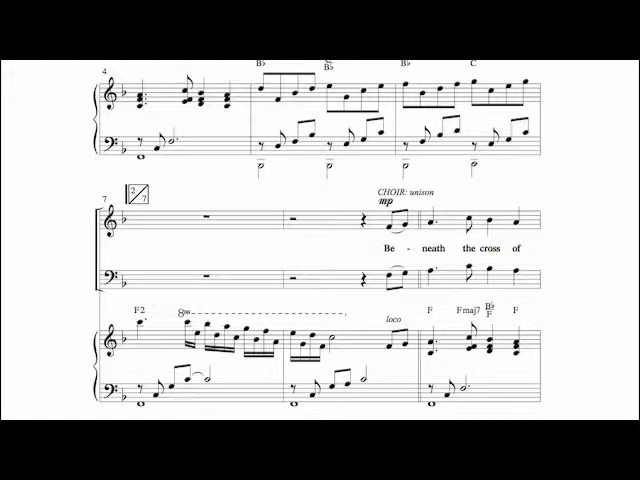 4 B♭ C B♭ B♭ C
2
7
7 CHOIR: unison
mp
Be - neath the cross of
F2 8va loco F Fmaj7 B♭/F F